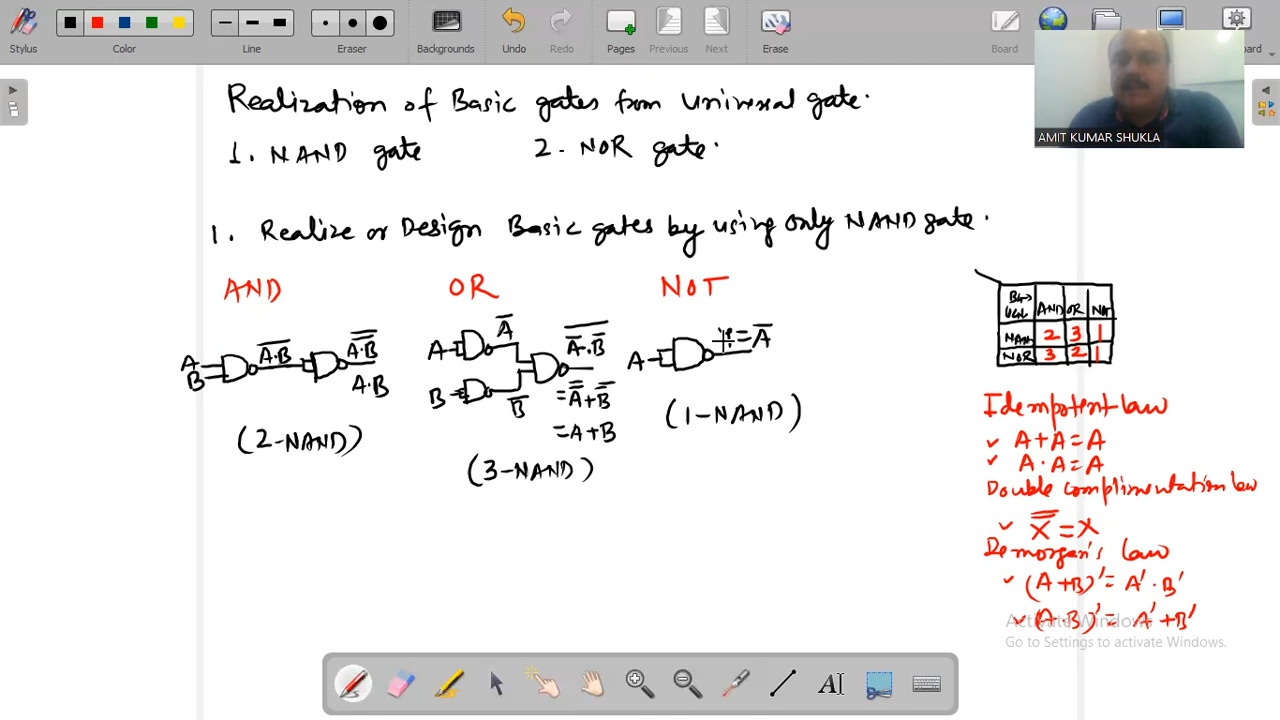 Stylus
Color
Line
Eraser
Backgrounds
Undo
Redo
Pages
Previous
Next
Erase
Board
AMIT KUMAR SHUKLA
Realization of Basic gates from Universal gate.
1. NAND gate 2. NOR gate.
1. Realize or Design Basic gates by using only NAND gate.
AND OR NOT
A
B
A̅·̅B̅
A·B
(2-NAND)
A
A̅
B
B̅
= A + B
(3-NAND)
A
= A̅
(1-NAND)
AND OR NOT
NAN 2 3 1
NOR 3 2 1
Idempotent law
✓ A+A=A
✓ A·A=A
Double complimentation law
✓ X̿ = X
Demorgan's law
✓ (A+B)' = A'·B'
✓ (A·B)' = A'+B'
Activate Windows
Go to Settings to activate Windows.